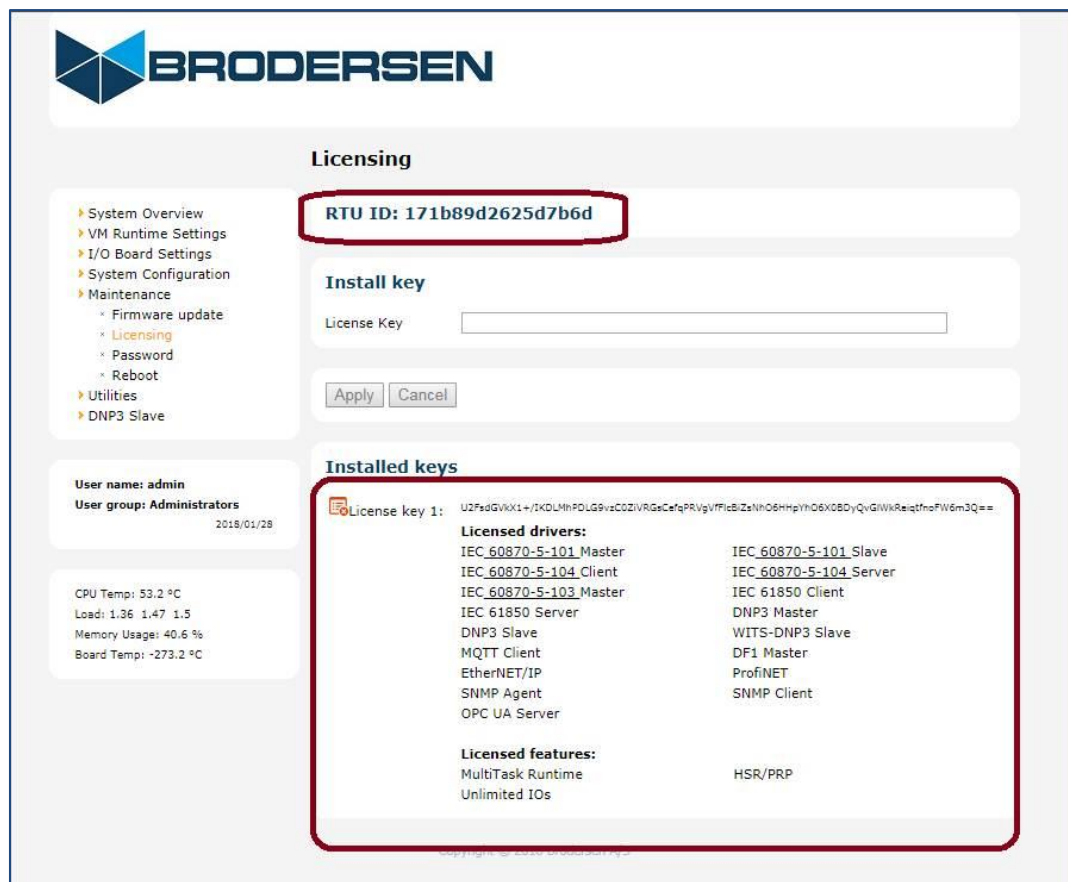 BRODERSEN
Licensing
System Overview
VM Runtime Settings
I/O Board Settings
System Configuration
Maintenance
Firmware update
Licensing
Password
Reboot
Utilities
DNP3 Slave
User name: admin
User group: Administrators
2018/01/28
CPU Temp: 53.2 ºC
Load: 1.36 1.47 1.5
Memory Usage: 40.6 %
Board Temp: -273.2 ºC
RTU ID: 171b89d2625d7b6d
Install key
License Key
Apply Cancel
Installed keys
License key 1:
Licensed drivers:
IEC 60870-5-101 Master IEC 60870-5-101 Slave
IEC 60870-5-104 Client IEC 60870-5-104 Server
IEC 60870-5-103 Master IEC 61850 Client
IEC 61850 Server DNP3 Master
DNP3 Slave WITS-DNP3 Slave
MQTT Client DF1 Master
EtherNET/IP ProfiNET
SNMP Agent SNMP Client
OPC UA Server
Licensed features:
MultiTask Runtime HSR/PRP
Unlimited IOs